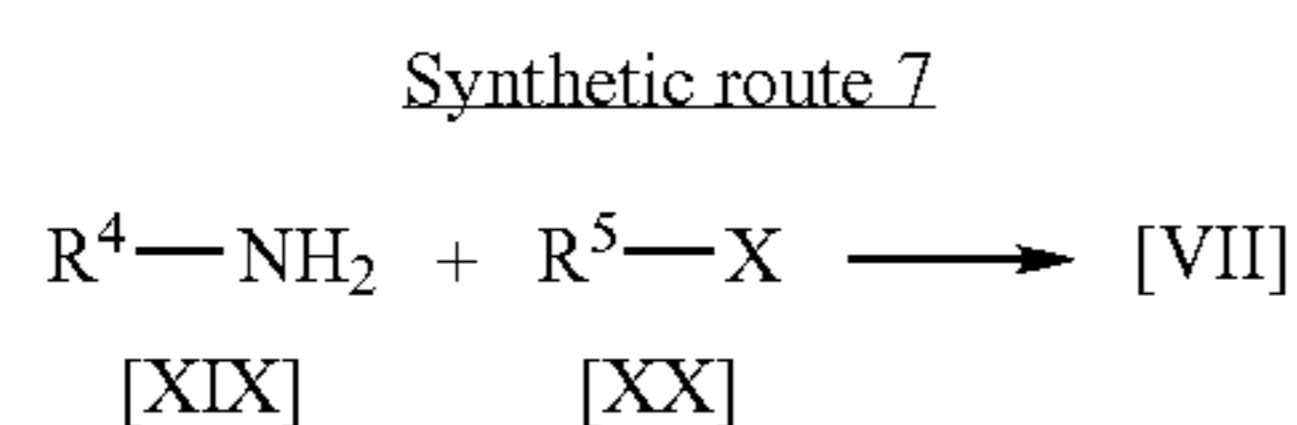 Synthetic route 7
R⁴—NH₂ + R⁵—X ⟶ [VII]
[XIX] [XX]